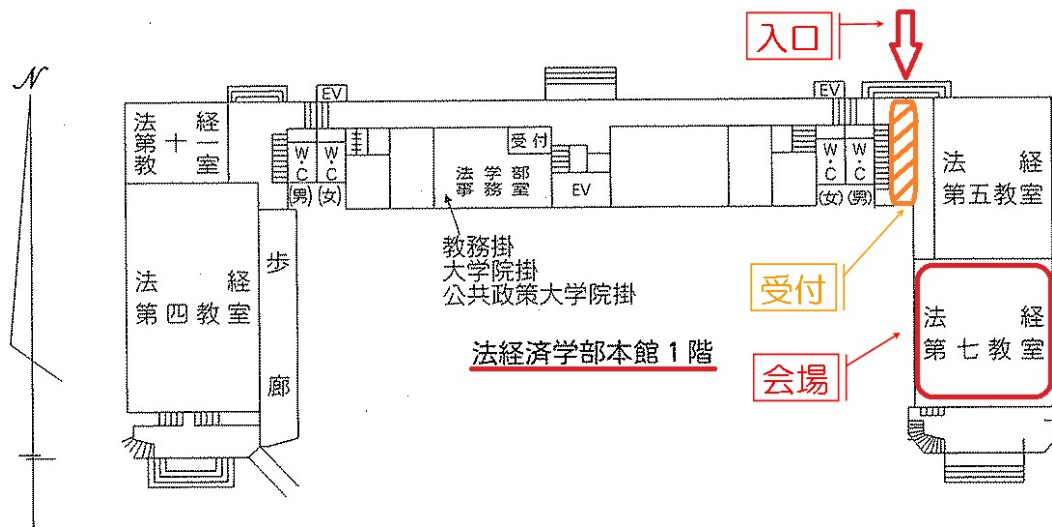 入口
N
EV
EV
法 経
第十一
教 室
W・C
W・C
(男)
(女)
受付
法学部
事務室
EV
W・C
W・C
(女)
(男)
法 経
第五教室
教務掛
大学院掛
公共政策大学院掛
受付
歩
廊
法 経
第四教室
法経済学部本館1階
会場
法 経
第七教室